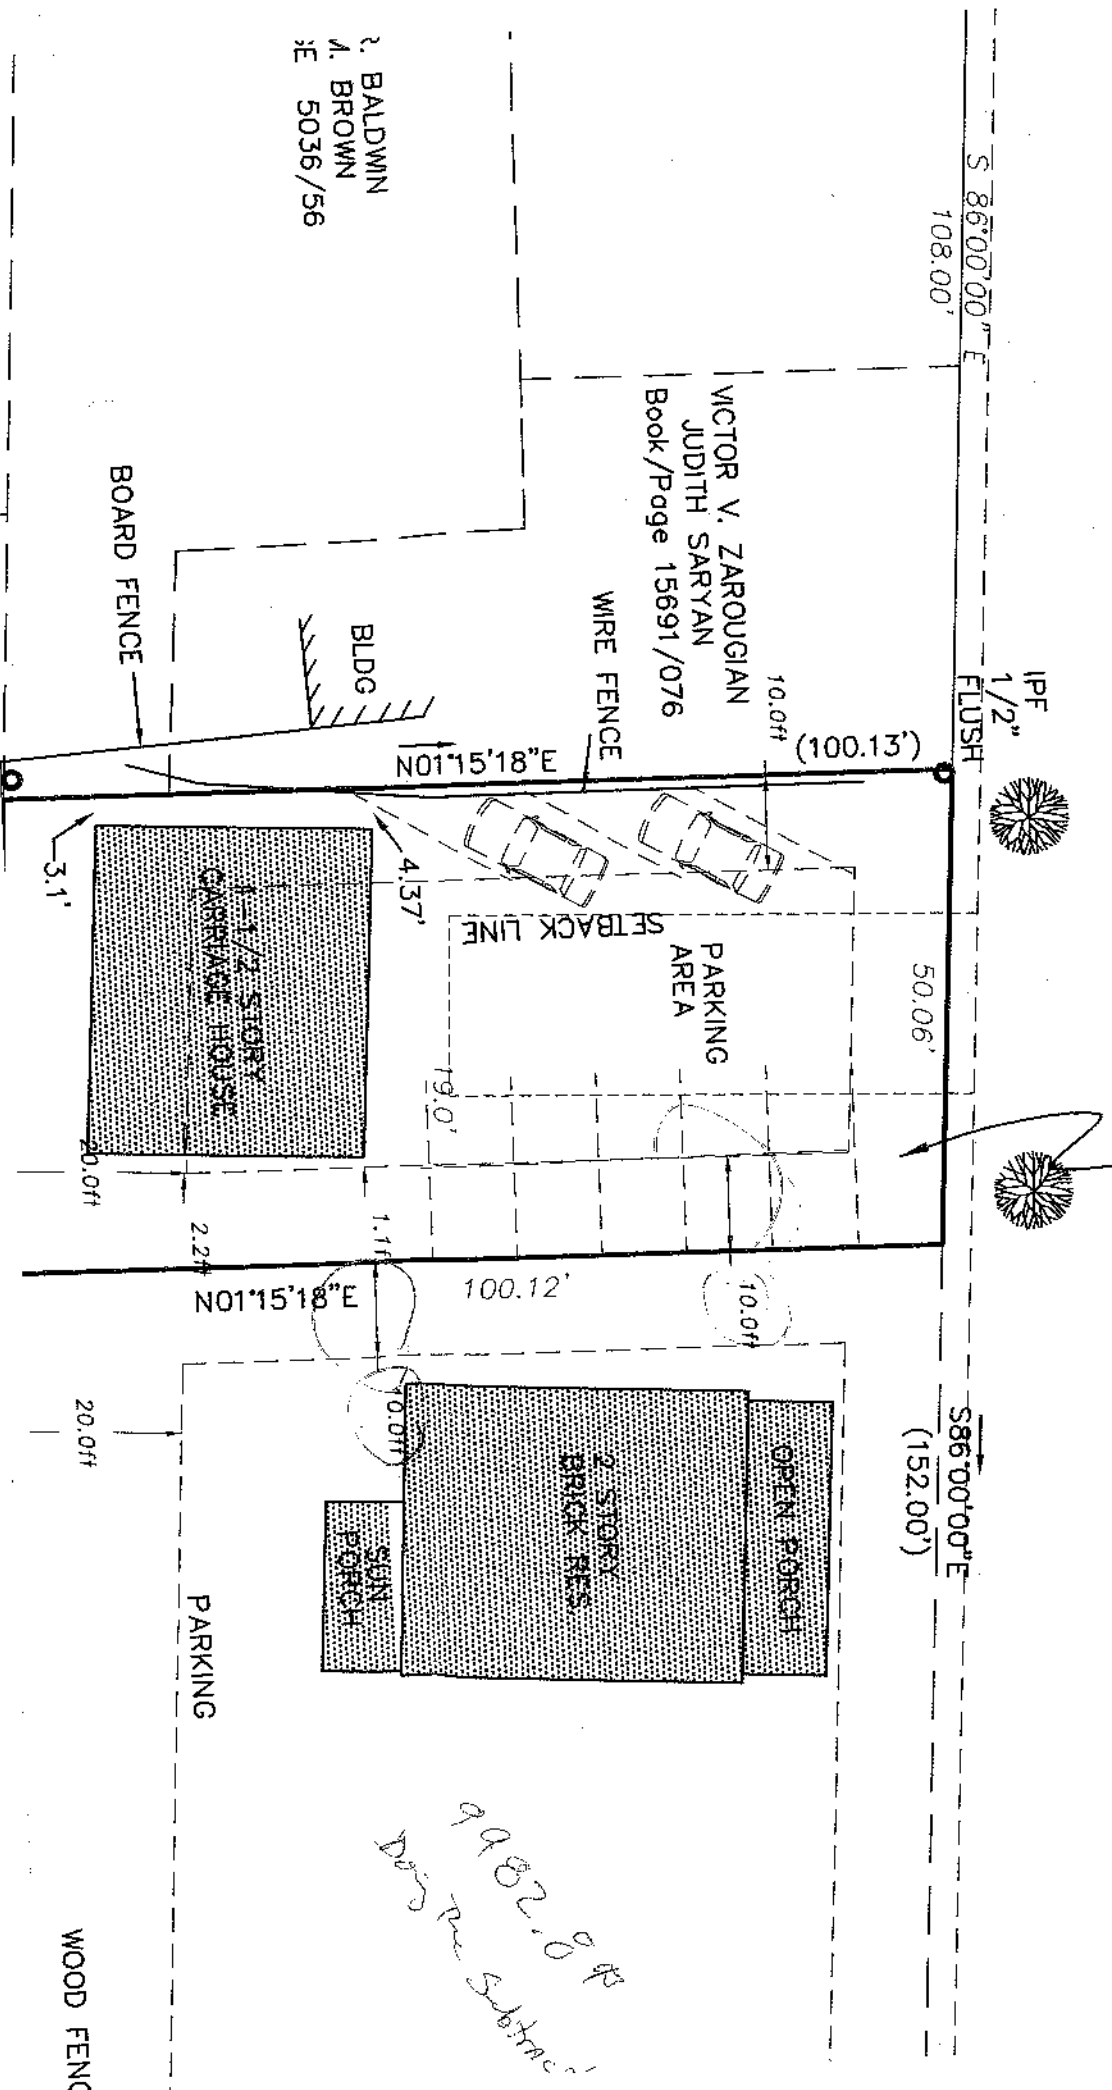 S 86°00'00" E
108.00'
IPF
1/2"
FLUSH
. BALDWIN
. BROWN
5036/56
VICTOR V. ZAROUGIAN
JUDITH SARYAN
Book/Page 15691/076
10.0ft
(100.13')
WIRE FENCE
N01°15'18"E
BLDG
BOARD FENCE
3.1'
4.37'
SETBACK LINE
PARKING
AREA
50.06'
1-1/2 STORY
CARRIAGE HOUSE
19.0'
20.0ft
2.2ft
1.1f
N01°15'18"E
100.12'
10.0ft
10.0ft
S86°00'00"E
(152.00')
20.0ft
OPEN PORCH
2 STORY
BRICK RES.
SUN
PORCH
PARKING
WOOD FENC